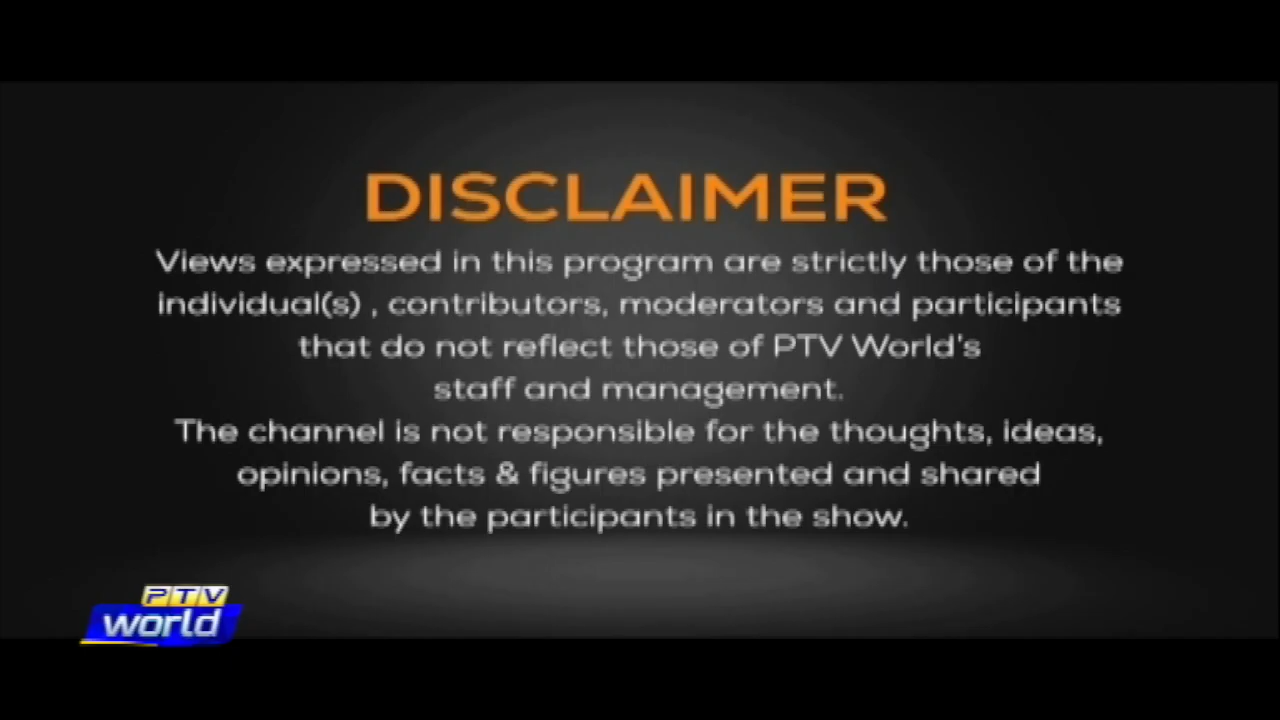 DISCLAIMER
Views expressed in this program are strictly those of the
individual(s) , contributors, moderators and participants
that do not reflect those of PTV World's
staff and management.
The channel is not responsible for the thoughts, ideas,
opinions, facts & figures presented and shared
by the participants in the show.
PTV
world